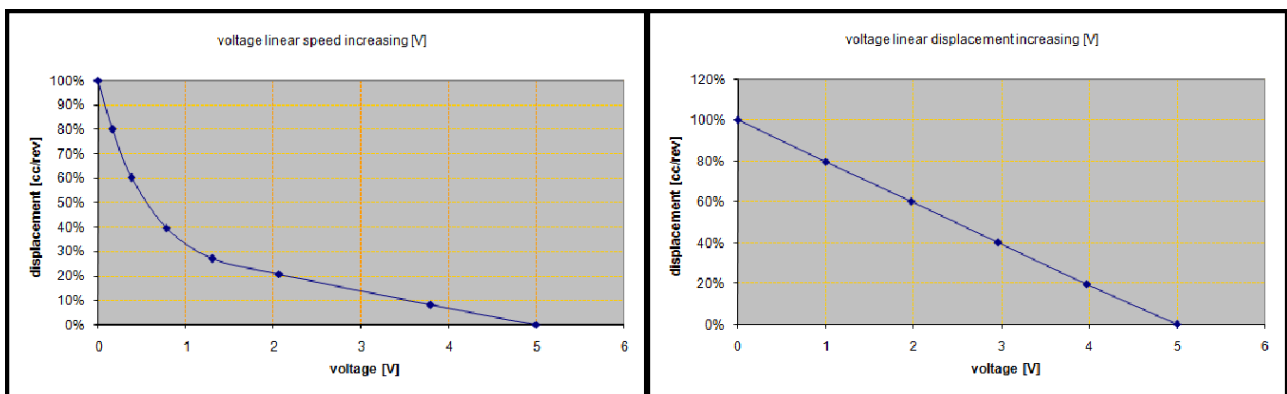 voltage linear speed increasing [V]
100%
90%
80%
70%
60%
50%
40%
30%
20%
10%
0%
displacement [cc/rev]
0 1 2 3 4 5 6
voltage [V]
voltage linear displacement increasing [V]
120%
100%
80%
60%
40%
20%
0%
displacement [cc/rev]
0 1 2 3 4 5 6
voltage [V]